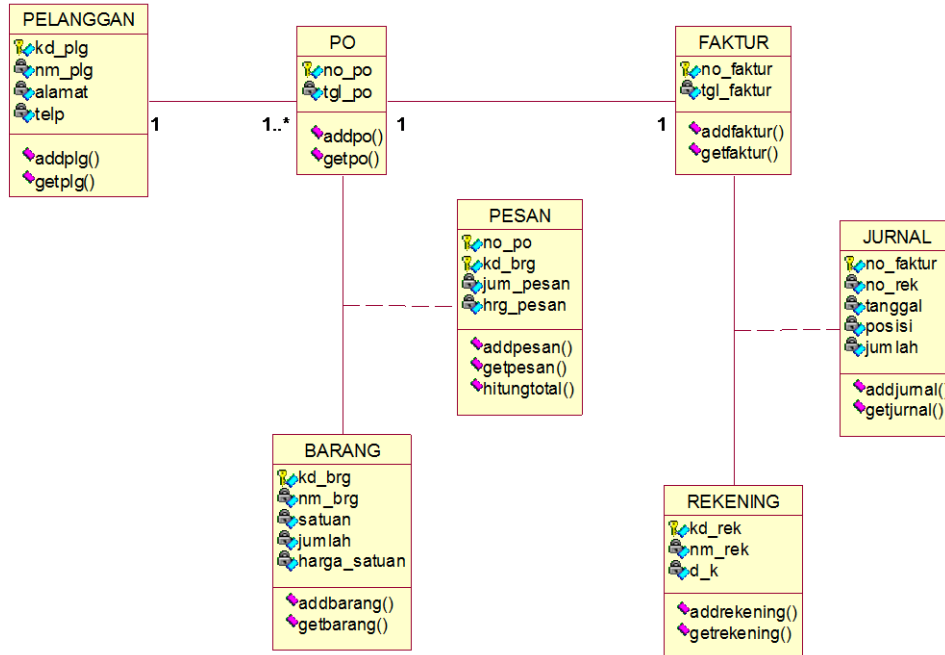 PELANGGAN
kd_plg
nm_plg
alamat
telp
addplg()
getplg()
1
1..*
PO
no_po
tgl_po
addpo()
getpo()
1
1
FAKTUR
no_faktur
tgl_faktur
addfaktur()
getfaktur()
PESAN
no_po
kd_brg
jum_pesan
hrg_pesan
addpesan()
getpesan()
hitungtotal()
JURNAL
no_faktur
no_rek
tanggal
posisi
jumlah
addjurnal()
getjurnal()
BARANG
kd_brg
nm_brg
satuan
jumlah
harga_satuan
addbarang()
getbarang()
REKENING
kd_rek
nm_rek
d_k
addrekening()
getrekening()